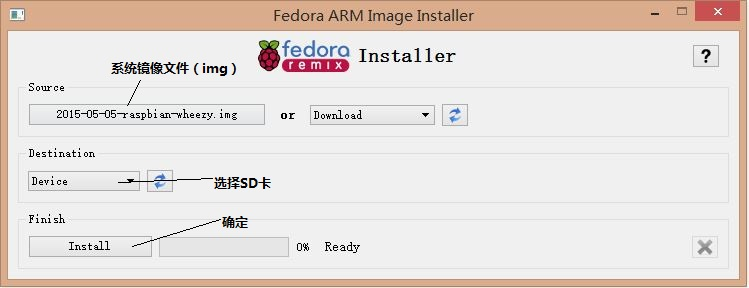 Fedora ARM Image Installer
fedora
remix
Installer
?
系统镜像文件（img）
Source
2015-05-05-raspbian-wheezy.img or Download
Destination
Device
选择SD卡
Finish
确定
Install 0% Ready